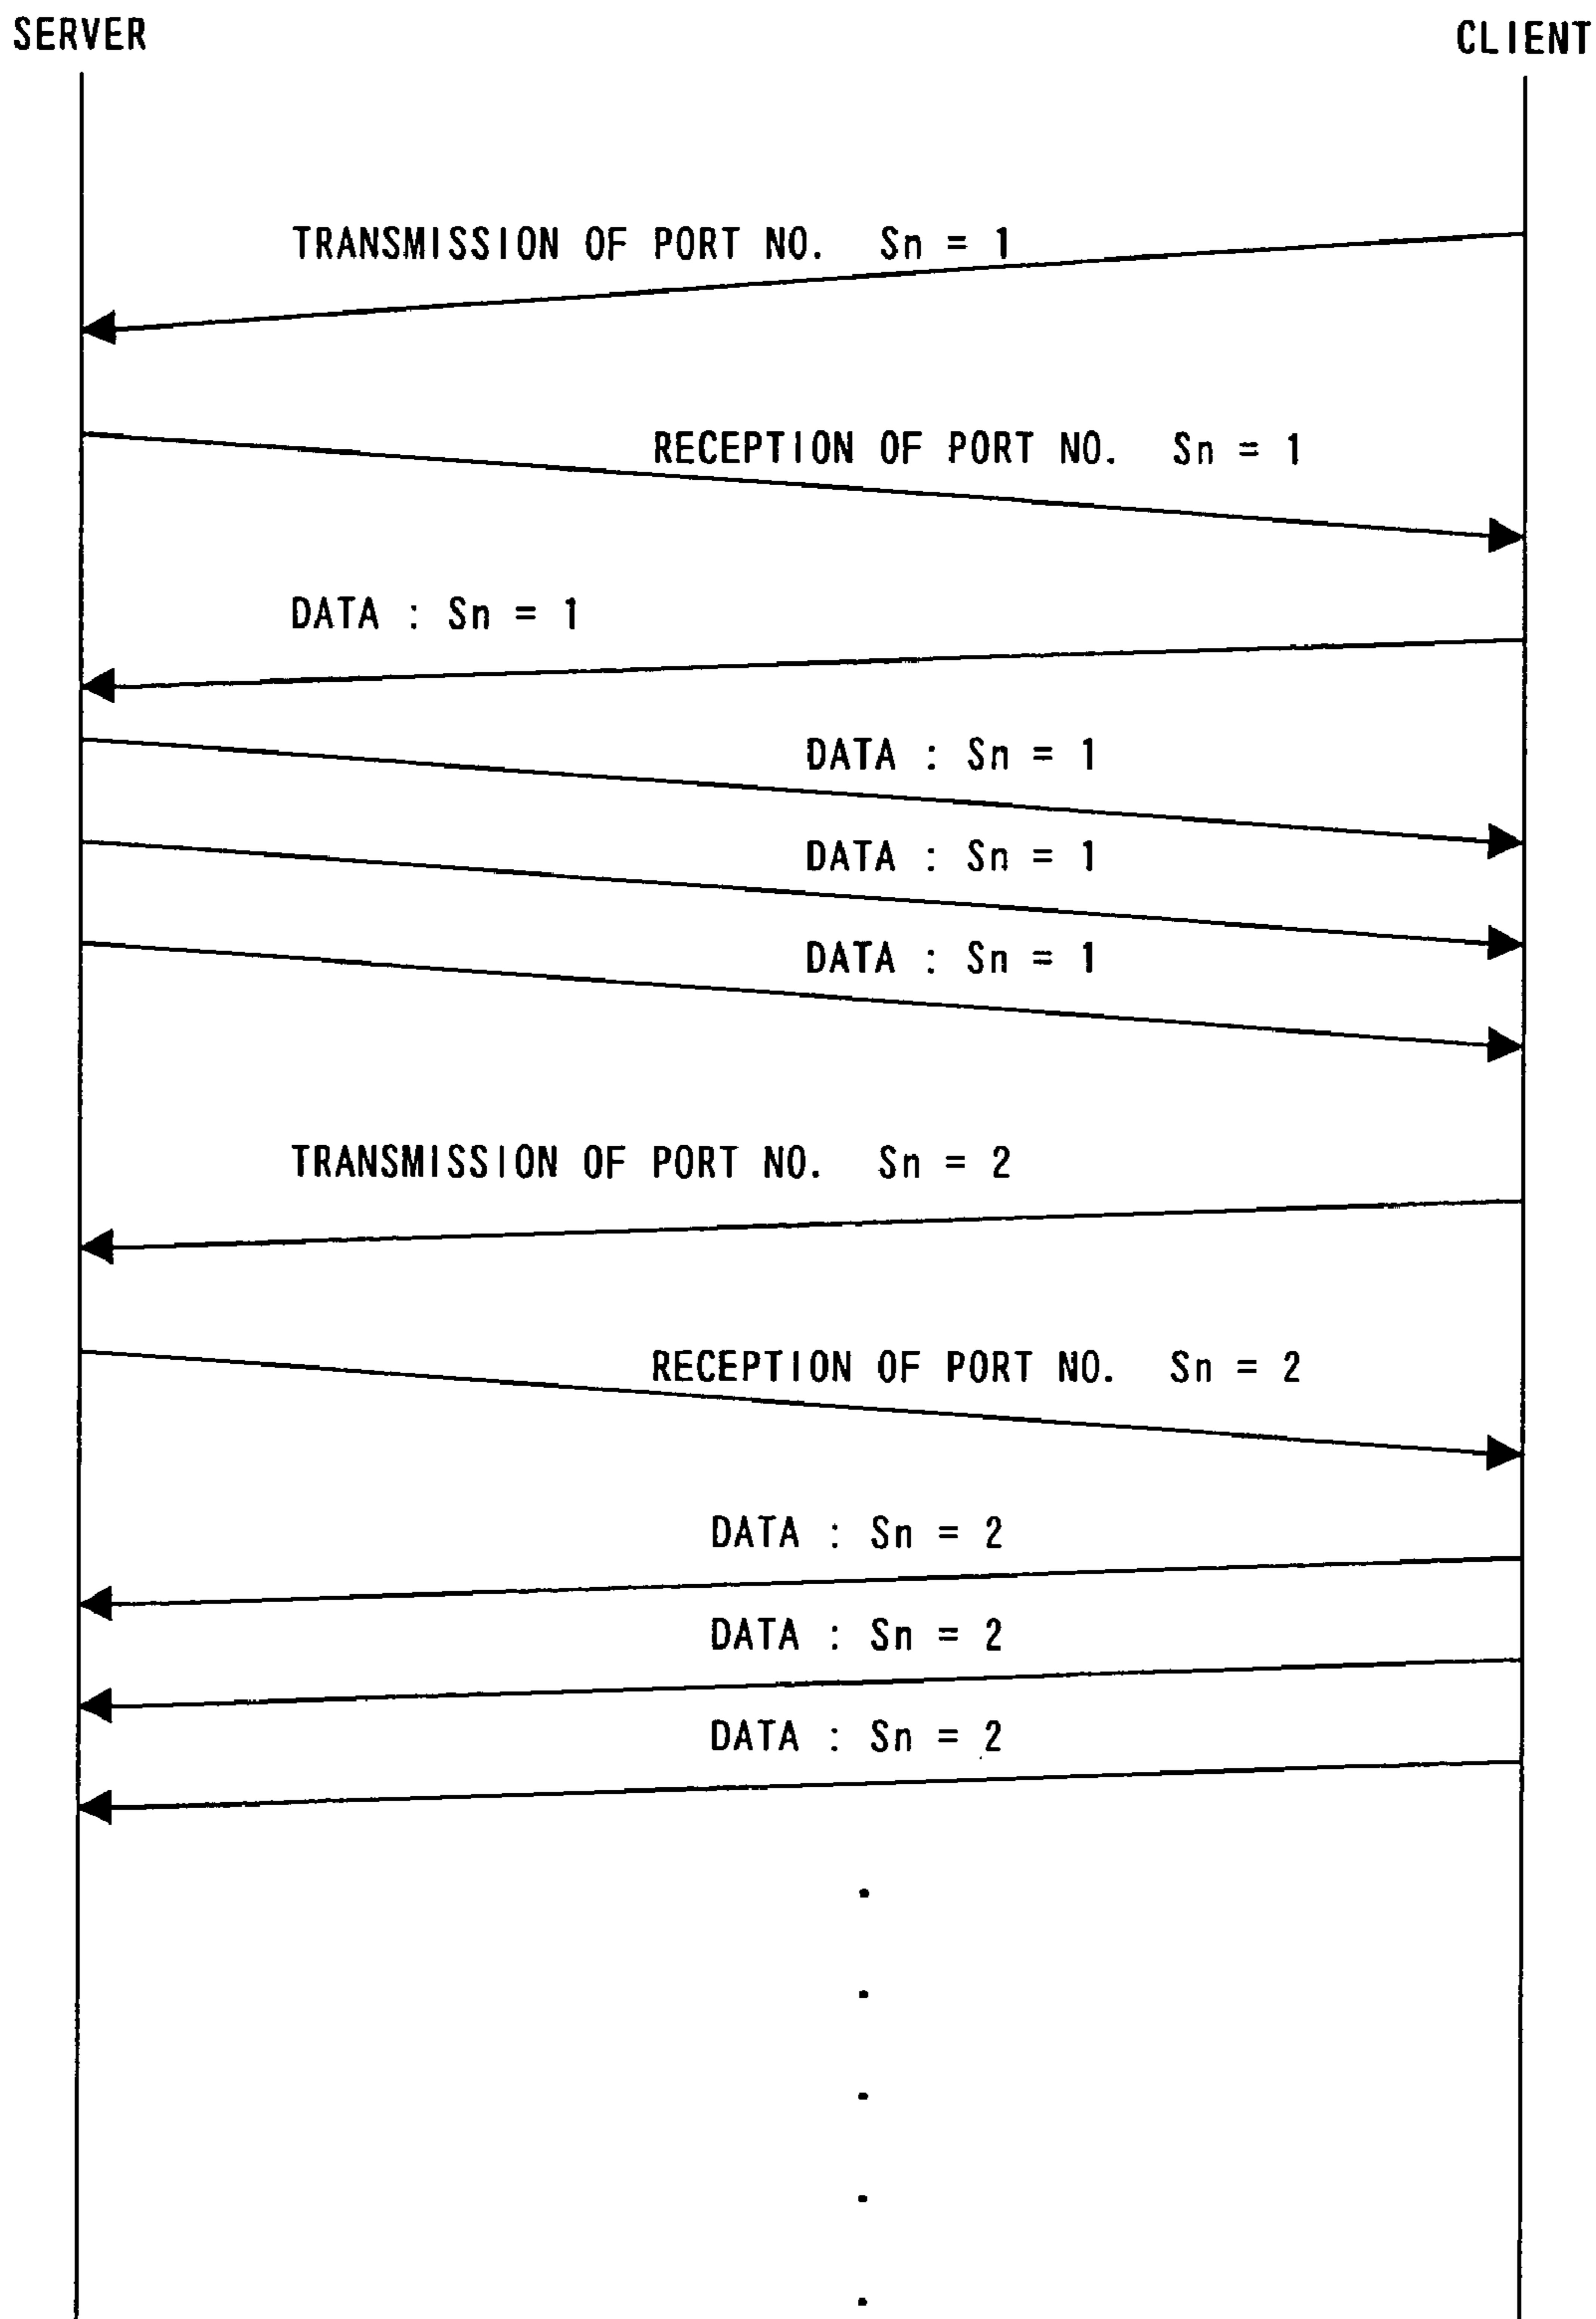 SERVER
CLIENT
TRANSMISSION OF PORT NO. Sn = 1
RECEPTION OF PORT NO. Sn = 1
DATA : Sn = 1
DATA : Sn = 1
DATA : Sn = 1
DATA : Sn = 1
TRANSMISSION OF PORT NO. Sn = 2
RECEPTION OF PORT NO. Sn = 2
DATA : Sn = 2
DATA : Sn = 2
DATA : Sn = 2